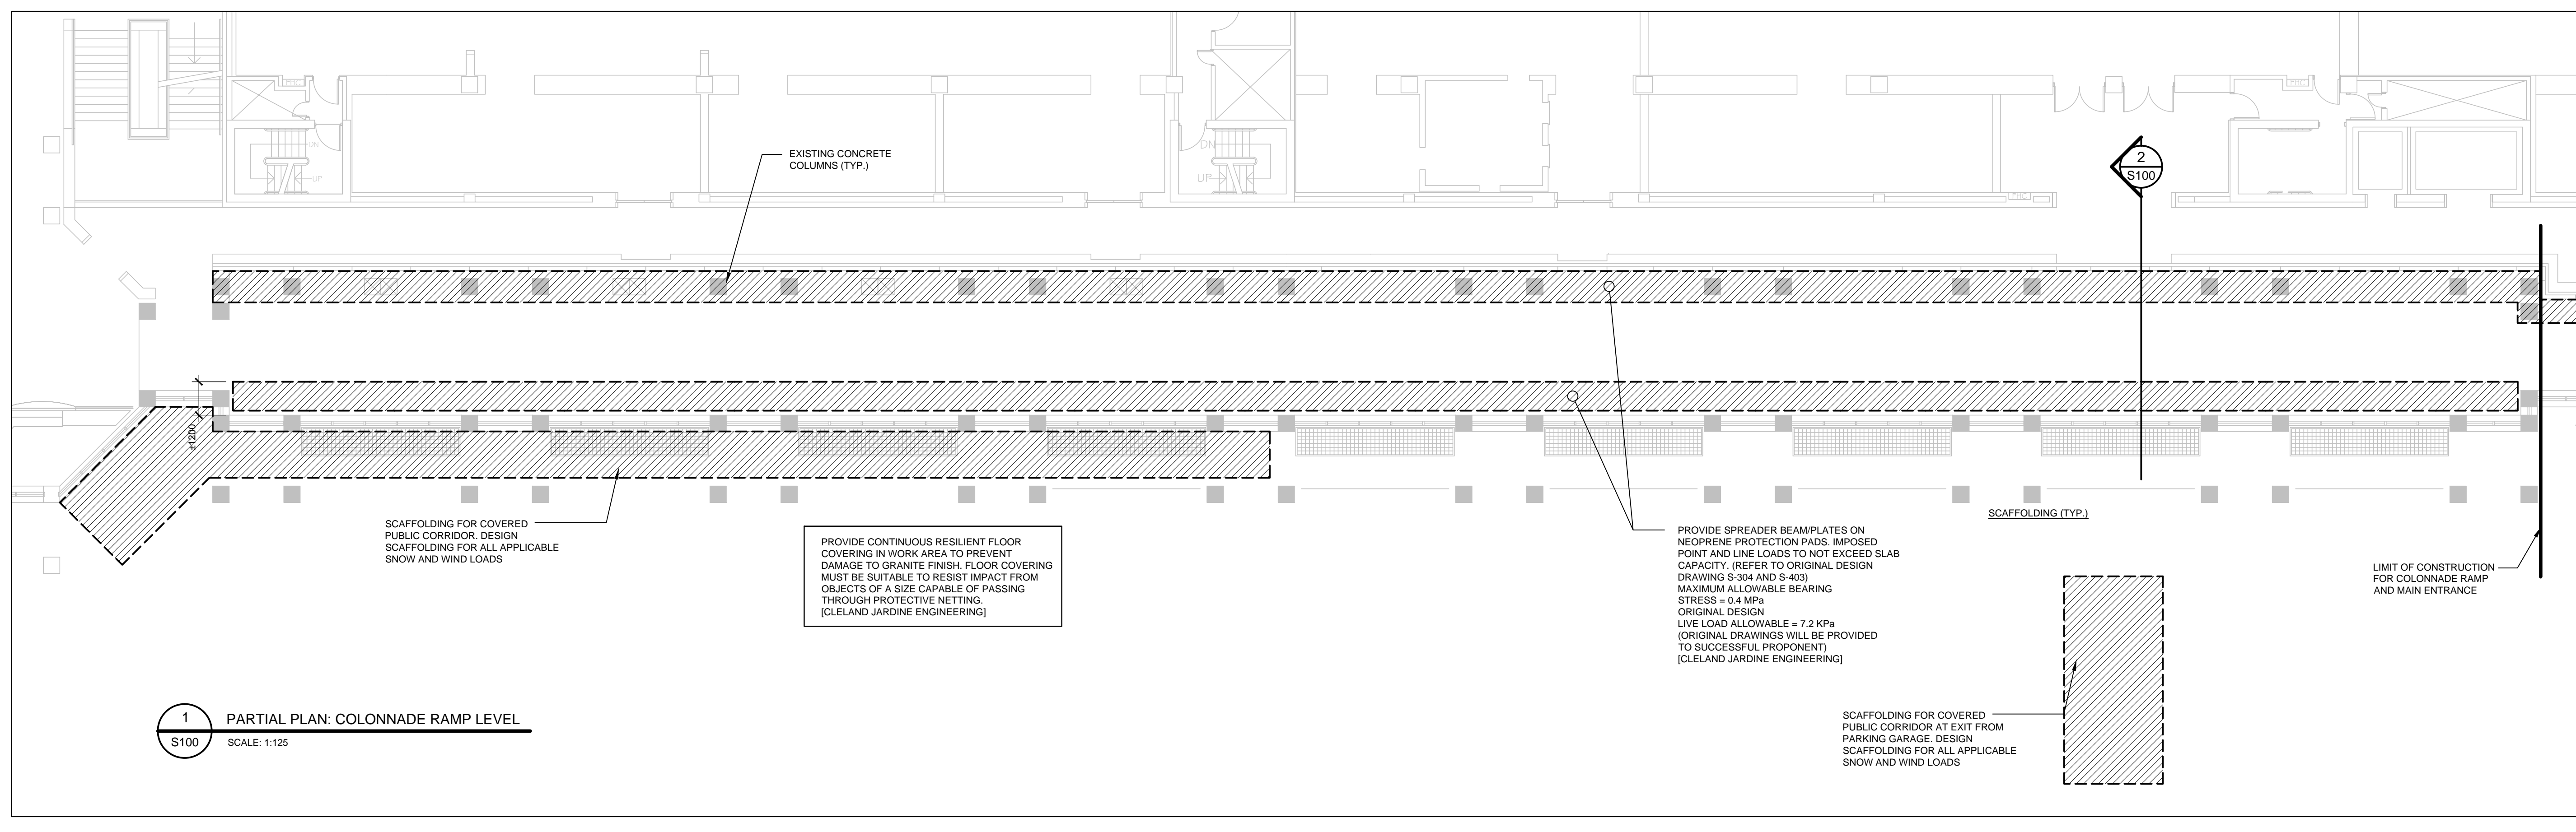 FHC
FHC
DN
UP
DN
UP
FHC
EXISTING CONCRETE
COLUMNS (TYP.)
2
S100
±1200
SCAFFOLDING FOR COVERED
PUBLIC CORRIDOR. DESIGN
SCAFFOLDING FOR ALL APPLICABLE
SNOW AND WIND LOADS
PROVIDE CONTINUOUS RESILIENT FLOOR
COVERING IN WORK AREA TO PREVENT
DAMAGE TO GRANITE FINISH. FLOOR COVERING
MUST BE SUITABLE TO RESIST IMPACT FROM
OBJECTS OF A SIZE CAPABLE OF PASSING
THROUGH PROTECTIVE NETTING.
[CLELAND JARDINE ENGINEERING]
PROVIDE SPREADER BEAM/PLATES ON
NEOPRENE PROTECTION PADS. IMPOSED
POINT AND LINE LOADS TO NOT EXCEED SLAB
CAPACITY. (REFER TO ORIGINAL DESIGN
DRAWING S-304 AND S-403)
MAXIMUM ALLOWABLE BEARING
STRESS = 0.4 MPa
ORIGINAL DESIGN
LIVE LOAD ALLOWABLE = 7.2 KPa
(ORIGINAL DRAWINGS WILL BE PROVIDED
TO SUCCESSFUL PROPONENT)
[CLELAND JARDINE ENGINEERING]
SCAFFOLDING (TYP.)
LIMIT OF CONSTRUCTION
FOR COLONNADE RAMP
AND MAIN ENTRANCE
SCAFFOLDING FOR COVERED
PUBLIC CORRIDOR AT EXIT FROM
PARKING GARAGE. DESIGN
SCAFFOLDING FOR ALL APPLICABLE
SNOW AND WIND LOADS
1
S100
PARTIAL PLAN: COLONNADE RAMP LEVEL
SCALE: 1:125